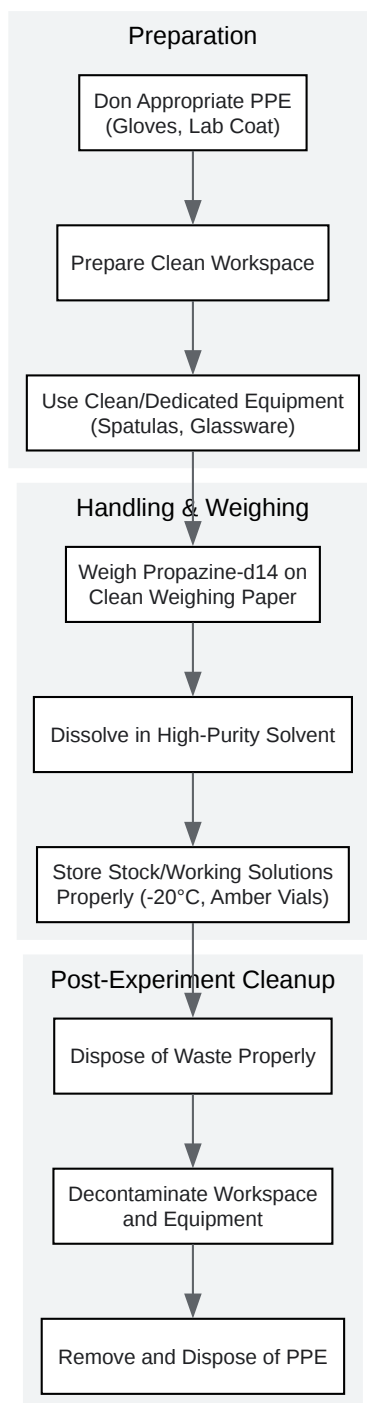 Preparation
Don Appropriate PPE
(Gloves, Lab Coat)
Prepare Clean Workspace
Use Clean/Dedicated Equipment
(Spatulas, Glassware)
Handling & Weighing
Weigh Propazine-d14 on
Clean Weighing Paper
Dissolve in High-Purity Solvent
Store Stock/Working Solutions
Properly (-20°C, Amber Vials)
Post-Experiment Cleanup
Dispose of Waste Properly
Decontaminate Workspace
and Equipment
Remove and Dispose of PPE